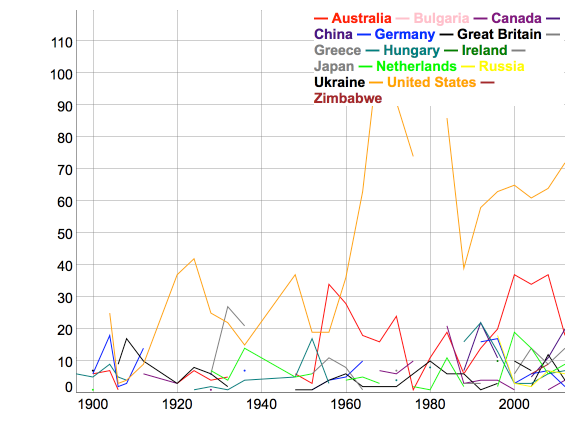 — Australia — Bulgaria — Canada —
China — Germany — Great Britain —
Greece — Hungary — Ireland —
Japan — Netherlands — Russia
Ukraine — United States —
Zimbabwe
110
100
90
80
70
60
50
40
30
20
10
0
1900 1920 1940 1960 1980 2000